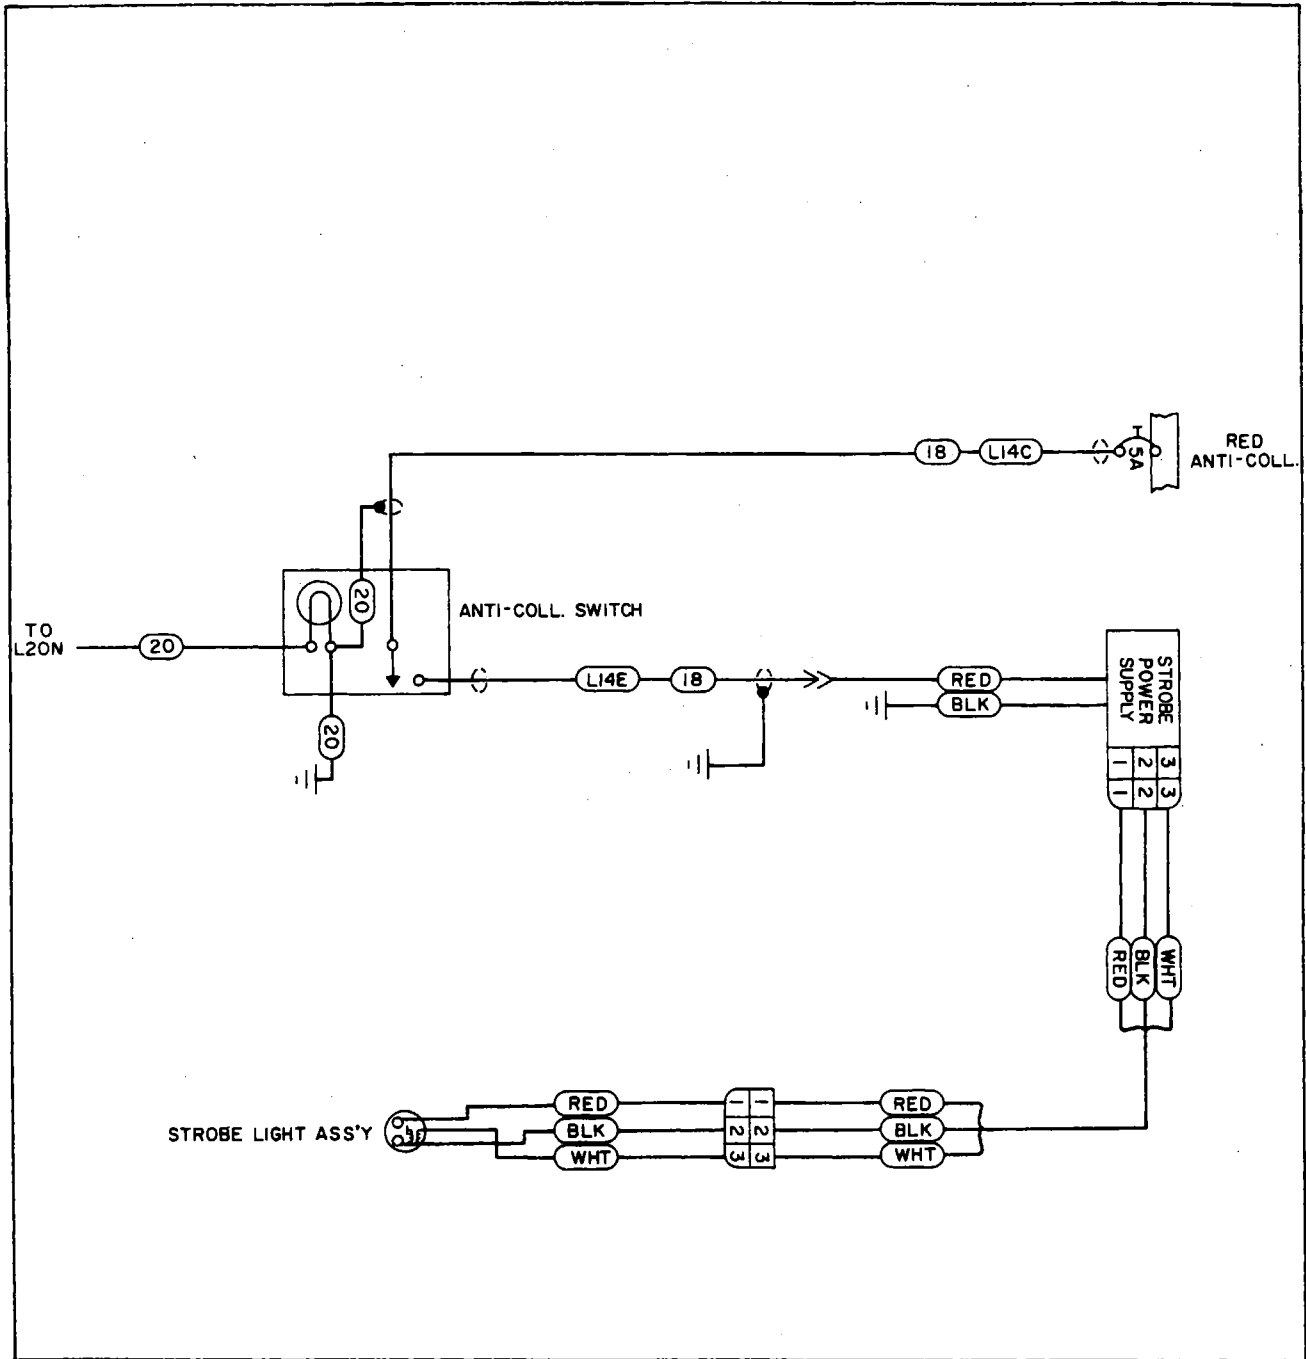 18
L14C
5A
RED
ANTI-COLL.
20
ANTI-COLL. SWITCH
TO
L20N
20
20
L14E
18
RED
BLK
STROBE
POWER
SUPPLY
1 2 3
1 2 3
RED
BLK
WHT
STROBE LIGHT ASS'Y
RED
1 1
RED
BLK
2 2
BLK
WHT
3 3
WHT